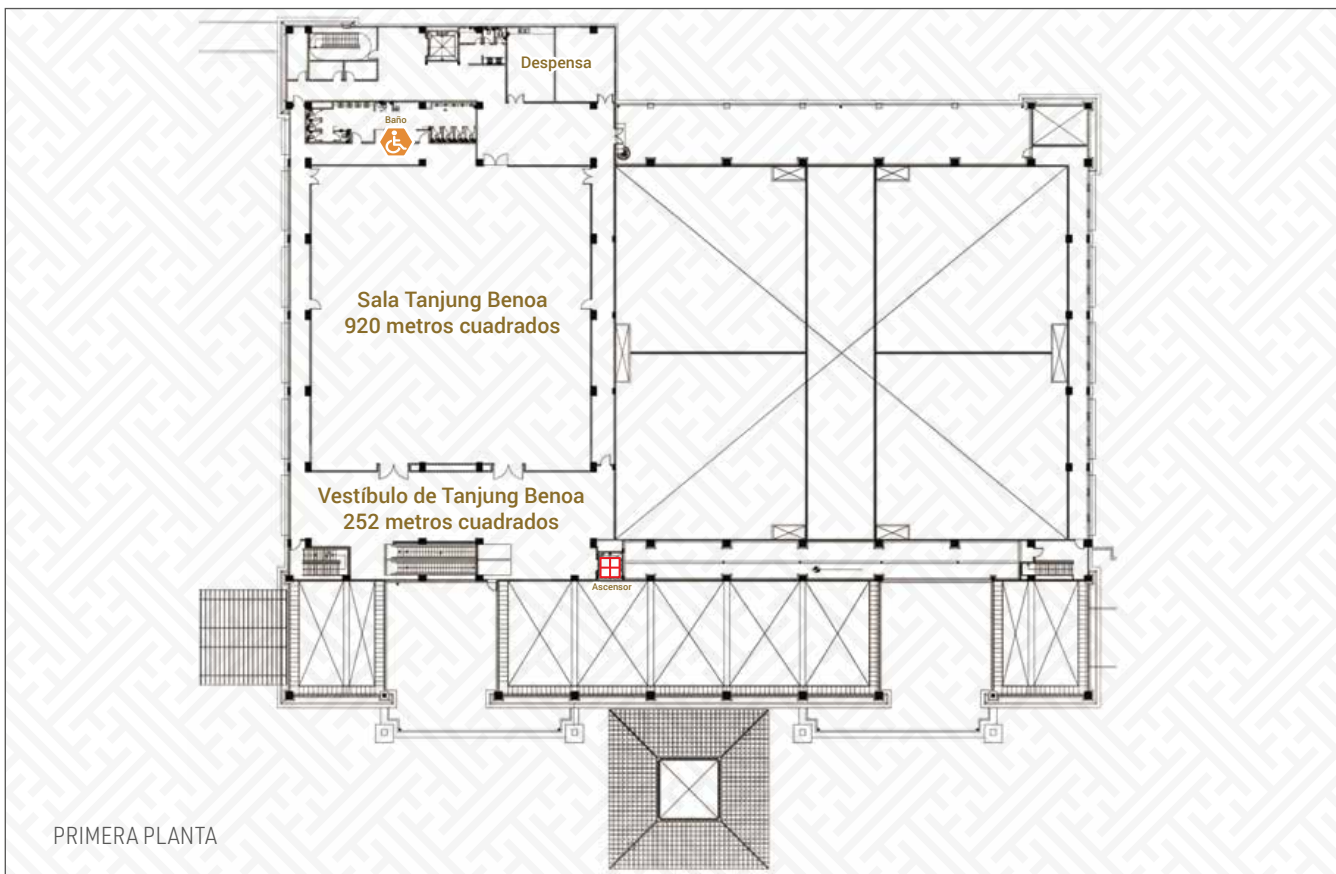 Despensa
Baño
Sala Tanjung Benoa
920 metros cuadrados
Vestíbulo de Tanjung Benoa
252 metros cuadrados
Ascensor
PRIMERA PLANTA